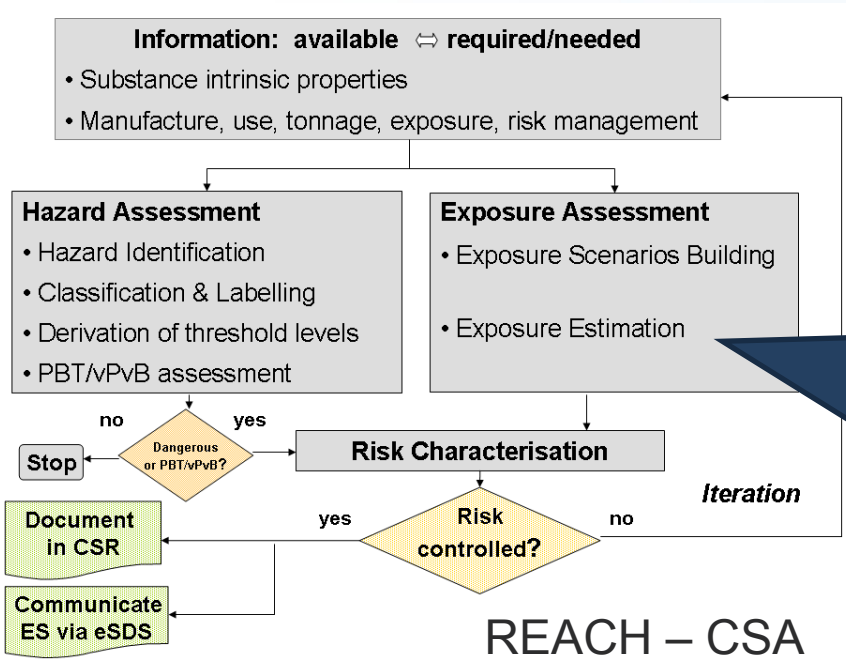 Information: available ⇔ required/needed
• Substance intrinsic properties
• Manufacture, use, tonnage, exposure, risk management
Hazard Assessment
• Hazard Identification
• Classification & Labelling
• Derivation of threshold levels
• PBT/vPvB assessment
Exposure Assessment
• Exposure Scenarios Building
• Exposure Estimation
no
yes
Dangerous
or PBT/vPvB?
Stop
Risk Characterisation
Iteration
Document
in CSR
yes
Risk
controlled?
no
Communicate
ES via eSDS
REACH – CSA